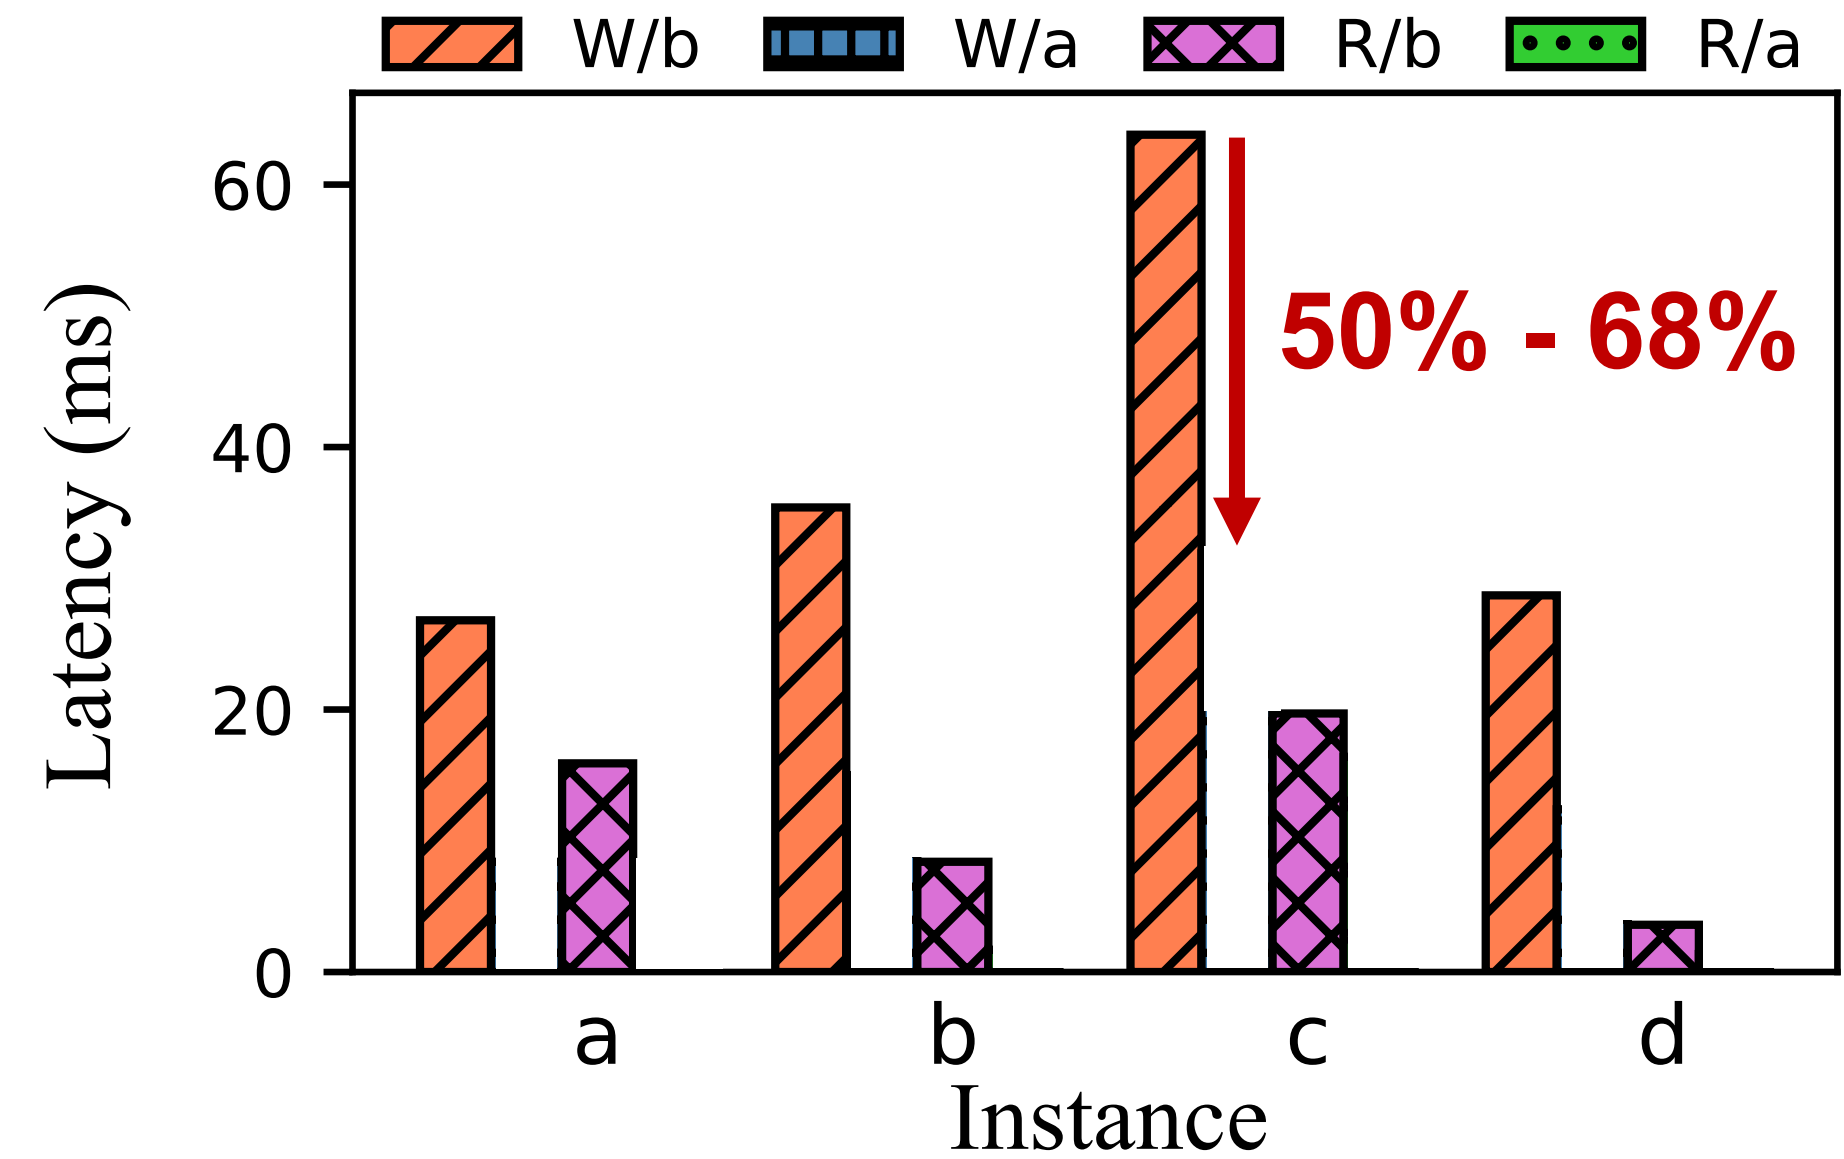 W/b W/a R/b R/a
60
40
20
0
Latency (ms)
50% - 68%
a b c d
Instance